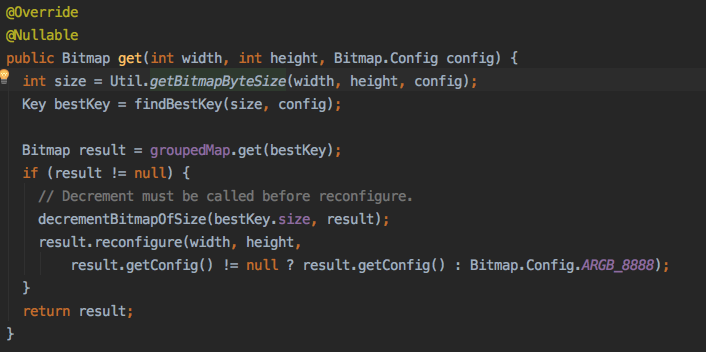 @Override
@Nullable
public Bitmap get(int width, int height, Bitmap.Config config) {
  int size = Util.getBitmapByteSize(width, height, config);
  Key bestKey = findBestKey(size, config);

  Bitmap result = groupedMap.get(bestKey);
  if (result != null) {
    // Decrement must be called before reconfigure.
    decrementBitmapOfSize(bestKey.size, result);
    result.reconfigure(width, height,
        result.getConfig() != null ? result.getConfig() : Bitmap.Config.ARGB_8888);
  }
  return result;
}